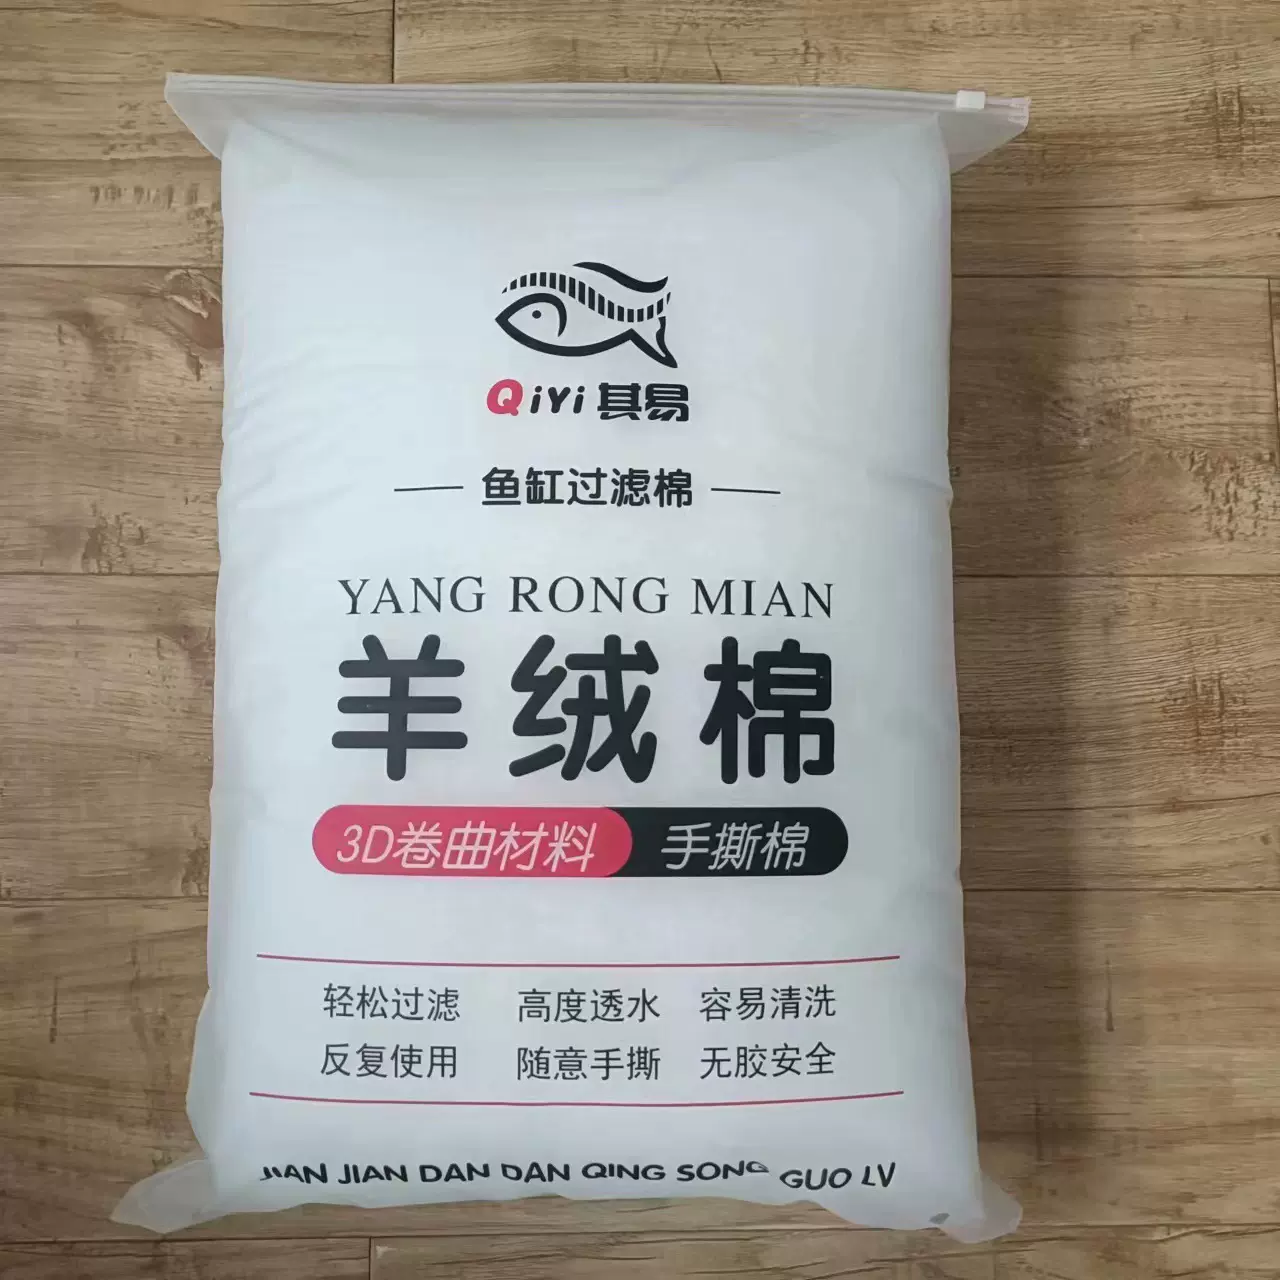 QiYi 其易
鱼缸过滤棉
YANG RONG MIAN
羊绒棉
3D卷曲材料 手撕棉
轻松过滤 高度透水 容易清洗
反复使用 随意手撕 无胶安全
JIAN JIAN DAN DAN QING SONG GUO LV